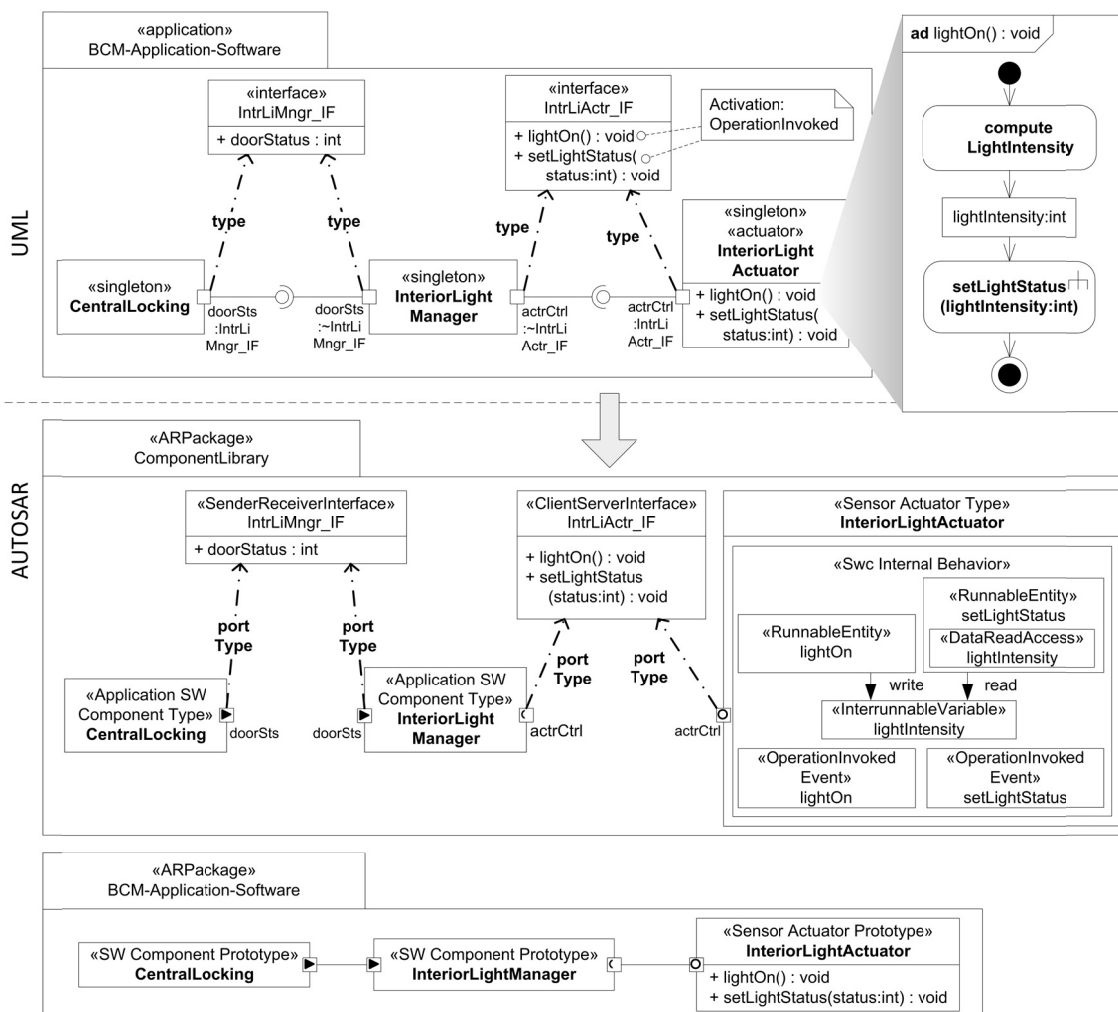 «application»
BCM-Application-Software
«interface»
IntrLiMngr_IF
+ doorStatus : int
«interface»
IntrLiActr_IF
+ lightOn() : void
+ setLightStatus(
status:int) : void
Activation:
OperationInvoked
type
type
type
type
«singleton»
CentralLocking
doorSts
:IntrLi
Mngr_IF
doorSts
:~IntrLi
Mngr_IF
«singleton»
InteriorLight
Manager
actrCtrl
:~IntrLi
Actr_IF
actrCtrl
:IntrLi
Actr_IF
«singleton»
«actuator»
InteriorLight
Actuator
+ lightOn() : void
+ setLightStatus(
status:int) : void
ad lightOn() : void
compute
LightIntensity
lightIntensity:int
setLightStatus
(lightIntensity:int)
UML
AUTOSAR
«ARPackage»
ComponentLibrary
«SenderReceiverInterface»
IntrLiMngr_IF
+ doorStatus : int
«ClientServerInterface»
IntrLiActr_IF
+ lightOn() : void
+ setLightStatus
(status:int) : void
port
Type
port
Type
port
Type
port
Type
«Application SW
Component Type»
CentralLocking
doorSts
doorSts
«Application SW
Component Type»
InteriorLight
Manager
actrCtrl
actrCtrl
«Sensor Actuator Type»
InteriorLightActuator
«Swc Internal Behavior»
«RunnableEntity»
lightOn
«RunnableEntity»
setLightStatus
«DataReadAccess»
lightIntensity
write
read
«InterrunnableVariable»
lightIntensity
«OperationInvoked
Event»
lightOn
«OperationInvoked
Event»
setLightStatus
«ARPackage»
BCM-Application-Software
«SW Component Prototype»
CentralLocking
«SW Component Prototype»
InteriorLightManager
«Sensor Actuator Prototype»
InteriorLightActuator
+ lightOn() : void
+ setLightStatus(status:int) : void